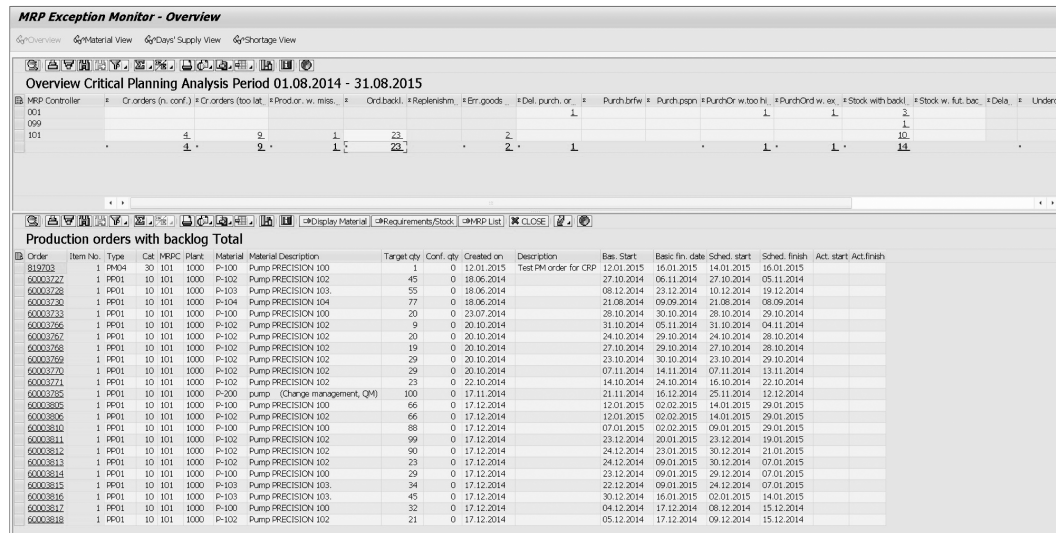 MRP Exception Monitor - Overview
Overview Material View Days' Supply View Shortage View
Overview Critical Planning Analysis Period 01.08.2014 - 31.08.2015
MRP Controller Cr.orders (n. conf.) Cr.orders (too lat_ Prod.or. w. miss._ Ord.backl. Replenishm_ Err.goods _ Del. purch. or_ Purch.brfw Purch.pspn PurchOr w.too hi_ PurchOrd w. ex_ Stock with backl_ Stock w. fut. bac_ Dela_ Underc
001 1 1 1 3
099 1
101 4 9 1 23 2 10
4 9 1 23 2 1 1 1 14
Display Material Requirements/Stock MRP List CLOSE
Production orders with backlog Total
Order Item No. Type Cat MRPC Plant Material Material Description Target qty Conf. qty Created on Description Bas. Start Basic fin. date Sched. start Sched. finish Act. start Act.finish
819703 1 PM04 30 101 1000 P-100 Pump PRECISION 100 1 0 12.01.2015 Test PM order for CRP 12.01.2015 16.01.2015 14.01.2015 16.01.2015
60003727 1 PP01 10 101 1000 P-102 Pump PRECISION 102 45 0 18.06.2014 27.10.2014 06.11.2014 27.10.2014 05.11.2014
60003728 1 PP01 10 101 1000 P-103 Pump PRECISION 103. 55 0 18.06.2014 08.12.2014 23.12.2014 10.12.2014 19.12.2014
60003730 1 PP01 10 101 1000 P-104 Pump PRECISION 104 77 0 18.06.2014 21.08.2014 09.09.2014 21.08.2014 08.09.2014
60003733 1 PP01 10 101 1000 P-100 Pump PRECISION 100 20 0 23.07.2014 28.10.2014 30.10.2014 28.10.2014 29.10.2014
60003766 1 PP01 10 101 1000 P-102 Pump PRECISION 102 9 0 20.10.2014 31.10.2014 05.11.2014 31.10.2014 04.11.2014
60003767 1 PP01 10 101 1000 P-102 Pump PRECISION 102 20 0 20.10.2014 24.10.2014 29.10.2014 24.10.2014 28.10.2014
60003768 1 PP01 10 101 1000 P-102 Pump PRECISION 102 19 0 20.10.2014 27.10.2014 29.10.2014 27.10.2014 28.10.2014
60003769 1 PP01 10 101 1000 P-102 Pump PRECISION 102 29 0 20.10.2014 23.10.2014 30.10.2014 23.10.2014 29.10.2014
60003770 1 PP01 10 101 1000 P-102 Pump PRECISION 102 29 0 20.10.2014 07.11.2014 14.11.2014 07.11.2014 13.11.2014
60003771 1 PP01 10 101 1000 P-102 Pump PRECISION 102 23 0 22.10.2014 14.10.2014 24.10.2014 16.10.2014 22.10.2014
60003785 1 PP01 10 101 1000 P-200 pump (Change management, QM) 100 0 17.11.2014 21.11.2014 16.12.2014 25.11.2014 12.12.2014
60003805 1 PP01 10 101 1000 P-100 Pump PRECISION 100 66 0 17.12.2014 12.01.2015 02.02.2015 14.01.2015 29.01.2015
60003806 1 PP01 10 101 1000 P-102 Pump PRECISION 102 66 0 17.12.2014 12.01.2015 02.02.2015 14.01.2015 29.01.2015
60003810 1 PP01 10 101 1000 P-100 Pump PRECISION 100 88 0 17.12.2014 07.01.2015 02.02.2015 09.01.2015 29.01.2015
60003811 1 PP01 10 101 1000 P-102 Pump PRECISION 102 99 0 17.12.2014 23.12.2014 20.01.2015 23.12.2014 19.01.2015
60003812 1 PP01 10 101 1000 P-102 Pump PRECISION 102 90 0 17.12.2014 24.12.2014 23.01.2015 30.12.2014 21.01.2015
60003813 1 PP01 10 101 1000 P-102 Pump PRECISION 102 23 0 17.12.2014 24.12.2014 09.01.2015 30.12.2014 07.01.2015
60003814 1 PP01 10 101 1000 P-100 Pump PRECISION 100 29 0 17.12.2014 23.12.2014 09.01.2015 29.12.2014 07.01.2015
60003815 1 PP01 10 101 1000 P-103 Pump PRECISION 103. 34 0 17.12.2014 22.12.2014 09.01.2015 24.12.2014 07.01.2015
60003816 1 PP01 10 101 1000 P-103 Pump PRECISION 103. 45 0 17.12.2014 30.12.2014 16.01.2015 02.01.2015 14.01.2015
60003817 1 PP01 10 101 1000 P-100 Pump PRECISION 100 32 0 17.12.2014 04.12.2014 17.12.2014 08.12.2014 15.12.2014
60003818 1 PP01 10 101 1000 P-102 Pump PRECISION 102 21 0 17.12.2014 05.12.2014 17.12.2014 09.12.2014 15.12.2014